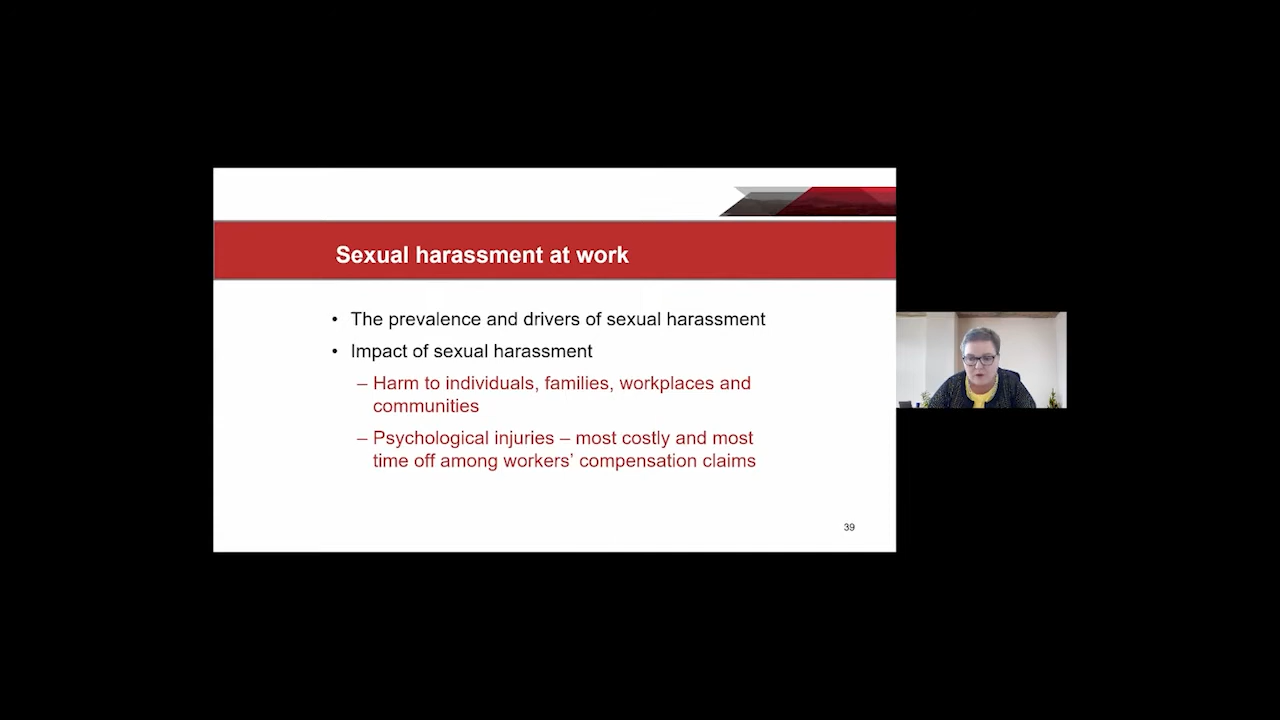 Sexual harassment at work
• The prevalence and drivers of sexual harassment
• Impact of sexual harassment
– Harm to individuals, families, workplaces and
communities
– Psychological injuries – most costly and most
time off among workers’ compensation claims
39